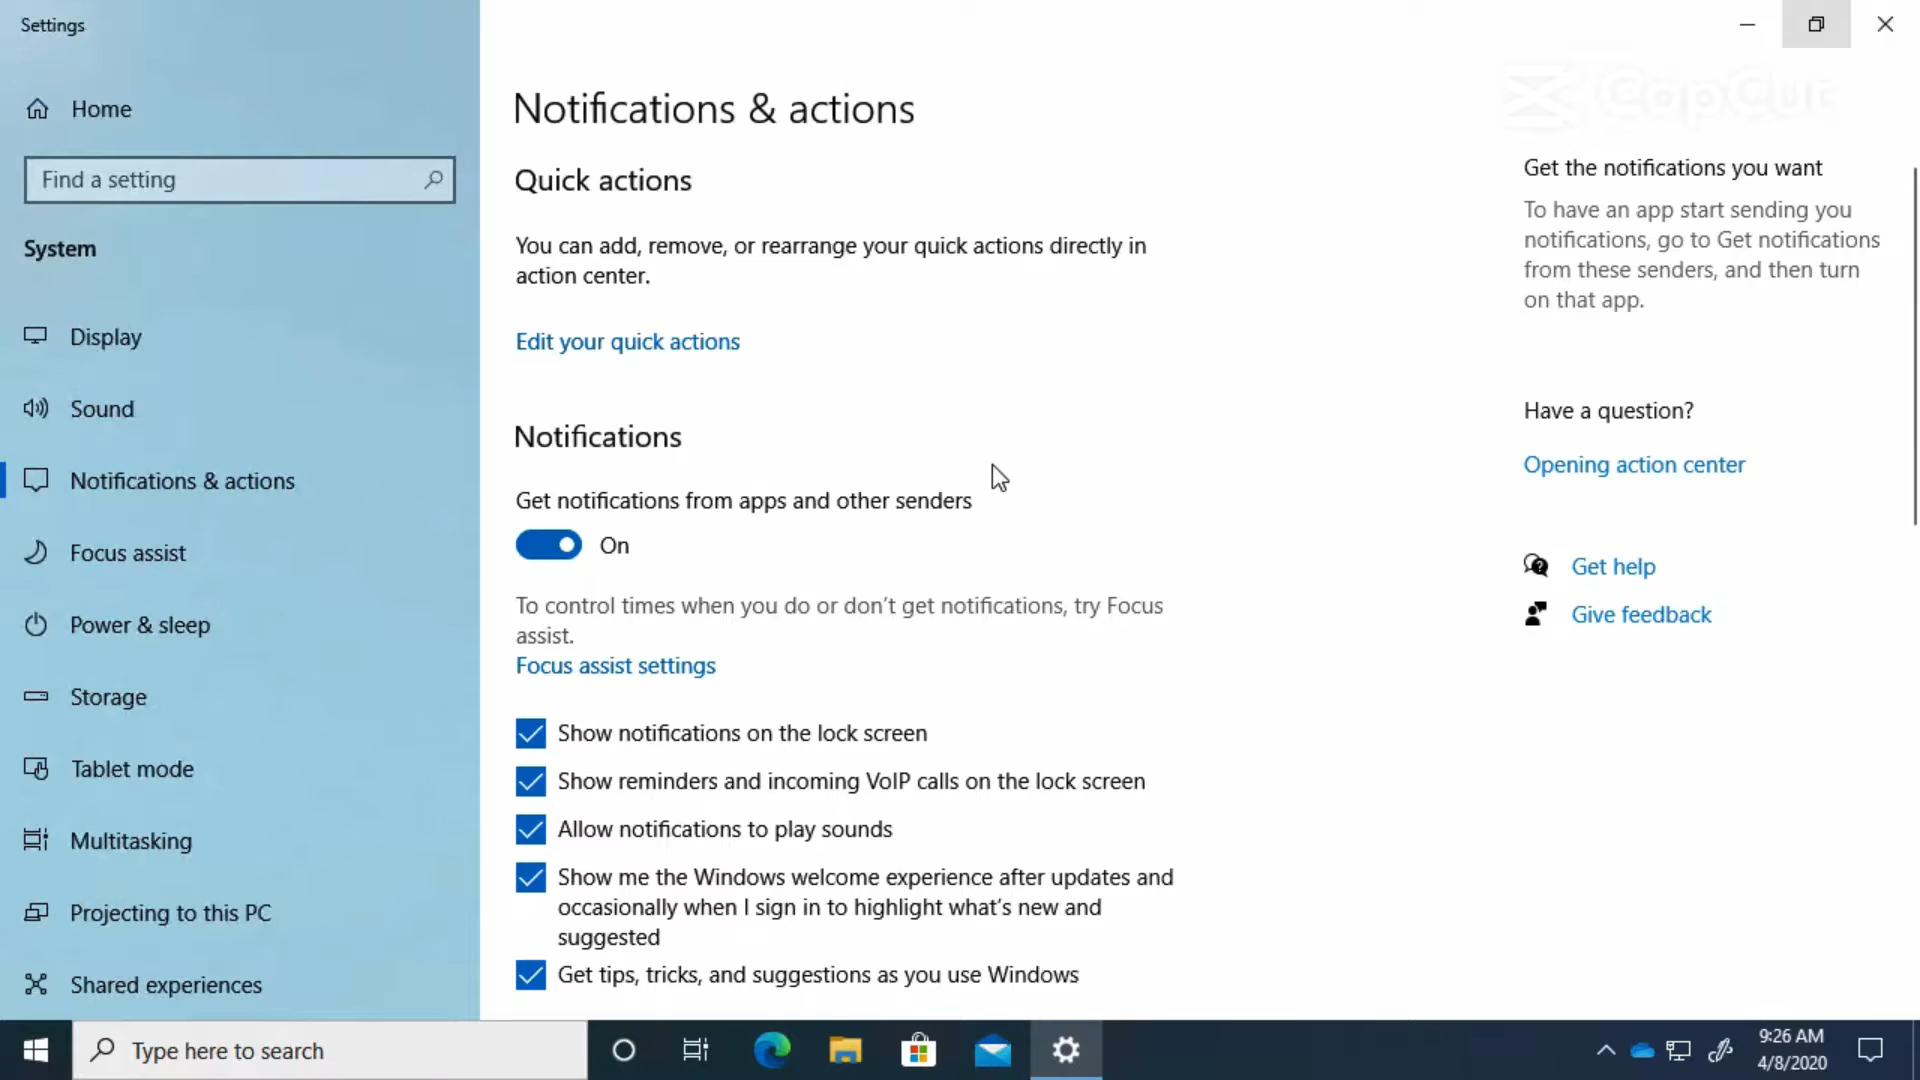 Settings
Home
Find a setting
System
Display
Sound
Notifications & actions
Focus assist
Power & sleep
Storage
Tablet mode
Multitasking
Projecting to this PC
Shared experiences
Notifications & actions
Quick actions
You can add, remove, or rearrange your quick actions directly in
action center.
Edit your quick actions
Notifications
Get notifications from apps and other senders
On
To control times when you do or don't get notifications, try Focus
assist.
Focus assist settings
Show notifications on the lock screen
Show reminders and incoming VoIP calls on the lock screen
Allow notifications to play sounds
Show me the Windows welcome experience after updates and
occasionally when I sign in to highlight what's new and
suggested
Get tips, tricks, and suggestions as you use Windows
CapCut
Get the notifications you want
To have an app start sending you
notifications, go to Get notifications
from these senders, and then turn
on that app.
Have a question?
Opening action center
Get help
Give feedback
Type here to search
9:26 AM
4/8/2020